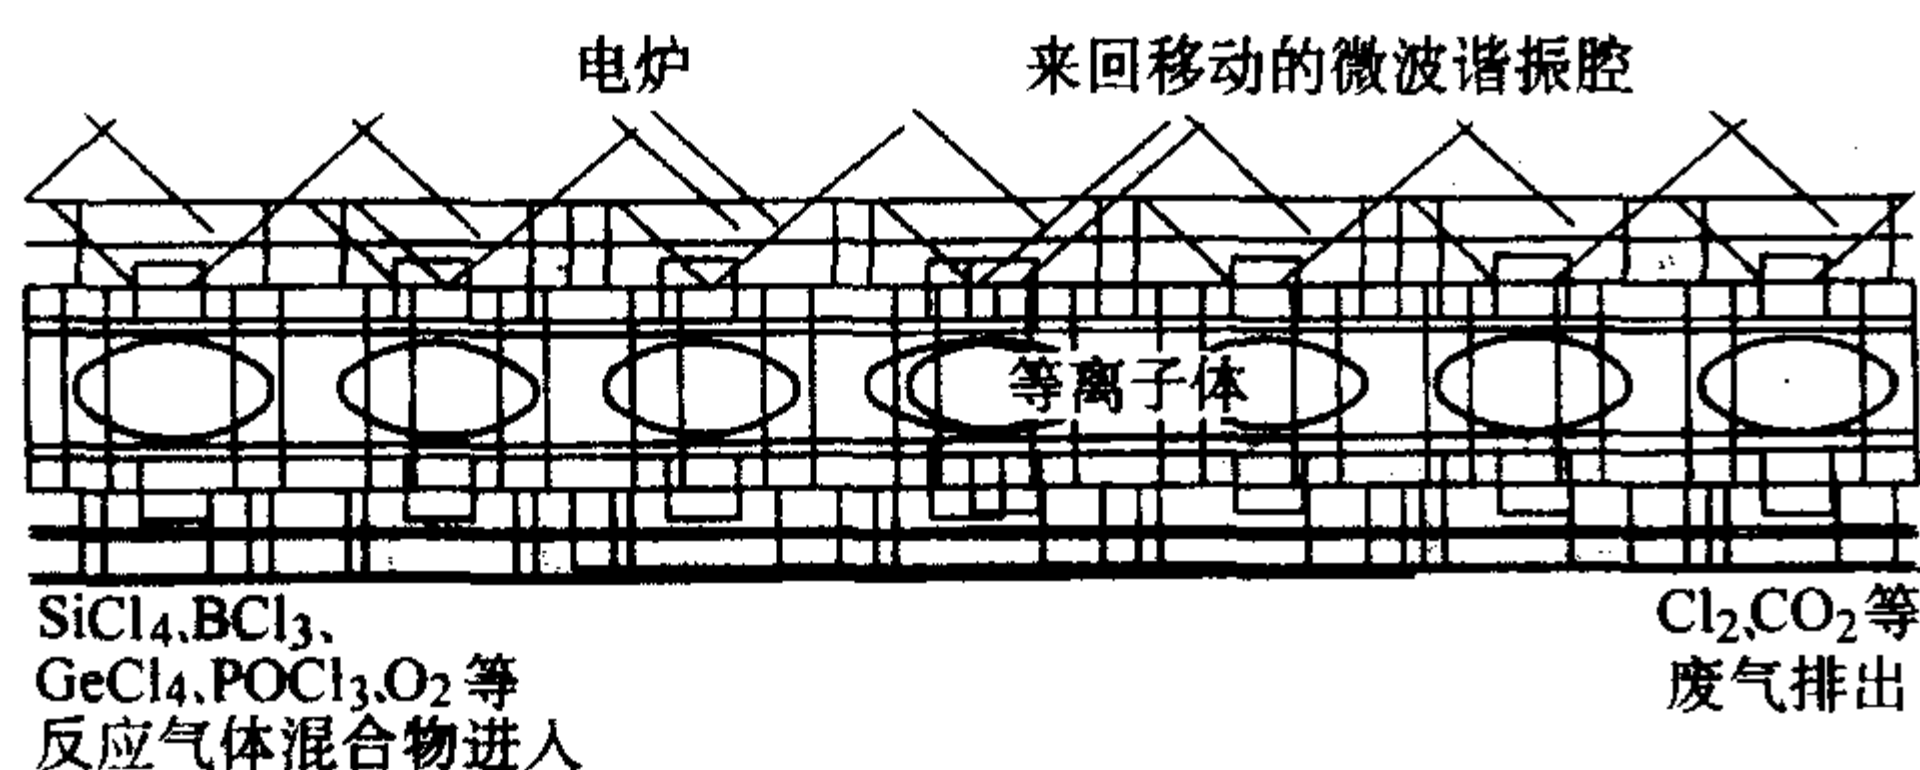 电炉
来回移动的微波谐振腔
等离子体
SiCl4、BCl3、
GeCl4、POCl3、O2等
反应气体混合物进入
Cl2、CO2等
废气排出